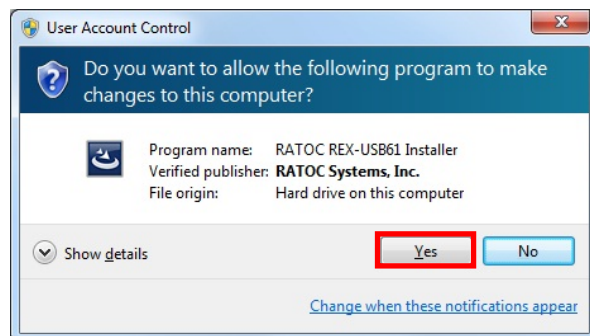 User Account Control
Do you want to allow the following program to make
changes to this computer?
Program name: RATOC REX-USB61 Installer
Verified publisher: RATOC Systems, Inc.
File origin: Hard drive on this computer
Show details
Yes
No
Change when these notifications appear